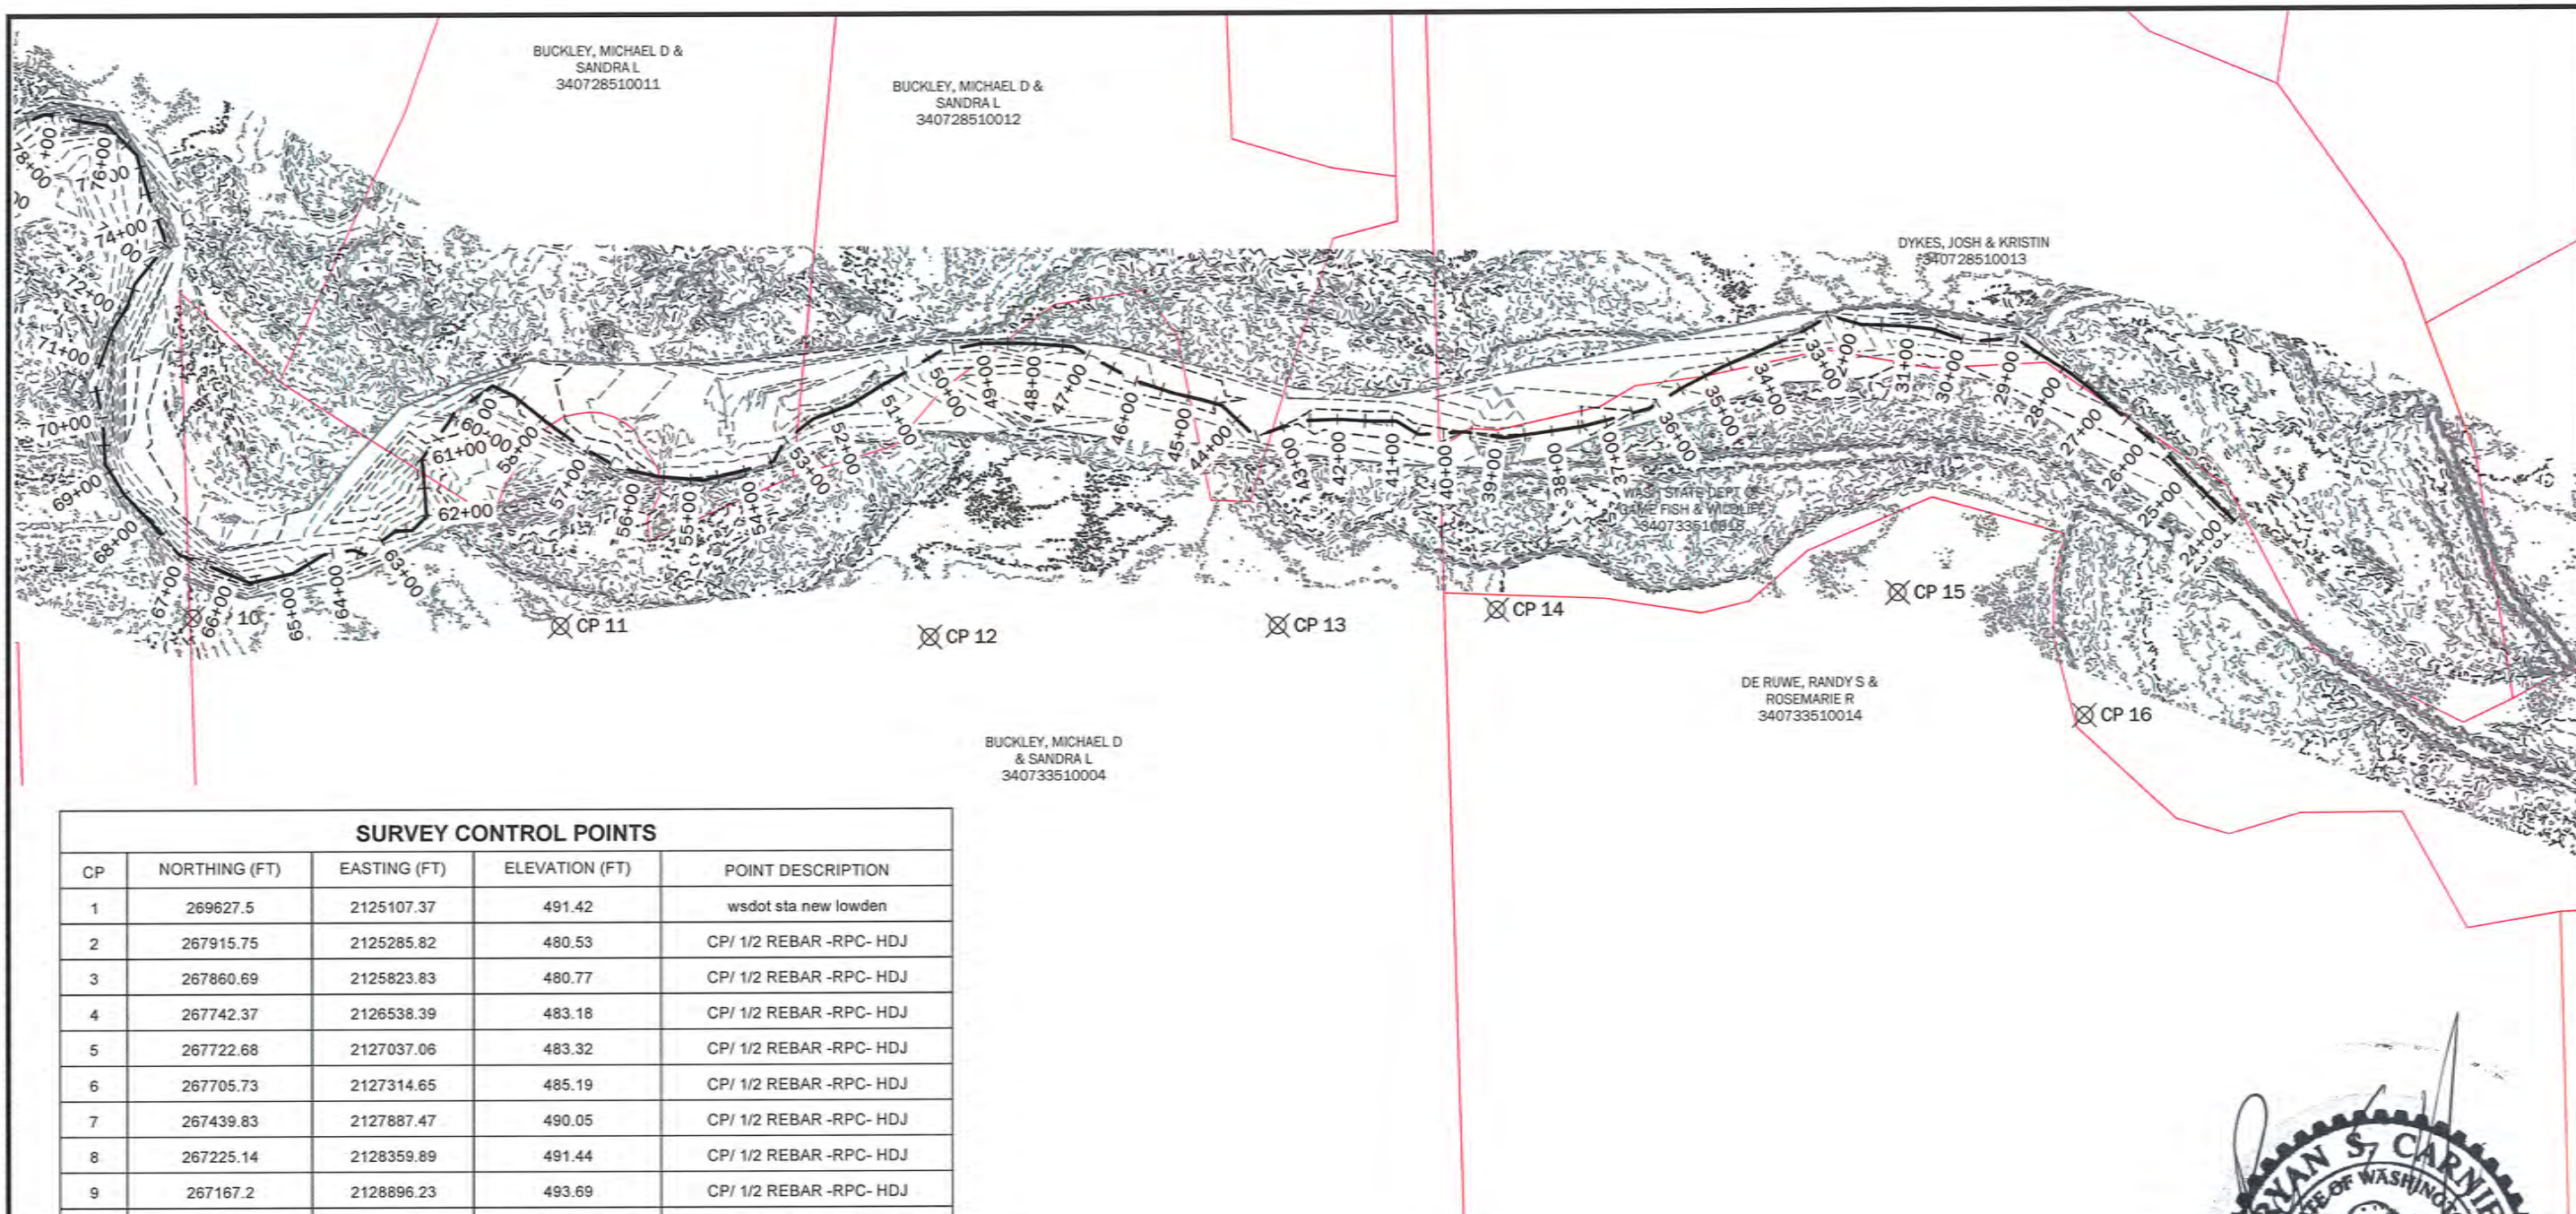 BUCKLEY, MICHAEL D &
SANDRA L
340728510011
BUCKLEY, MICHAEL D &
SANDRA L
340728510012
DYKES, JOSH & KRISTIN
340728510013
78+00
76+00
74+00
72+00
71+00
70+00
69+00
68+00
67+00
66+00
65+00
64+00
63+00
62+00
61+00
60+00
58+00
57+00
56+00
55+00
54+00
53+00
52+00
51+00
50+00
49+00
48+00
47+00
46+00
45+00
44+00
43+00
42+00
41+00
40+00
39+00
38+00
37+00
36+00
35+00
34+00
33+00
31+00
30+00
29+00
28+00
27+00
26+00
25+00
24+00
WASH STATE DEPT OF
GAME FISH & WILDLIFE
10
CP 11
CP 12
CP 13
CP 14
CP 15
CP 16
DE RUWE, RANDY S &
ROSEMARIE R
340733510014
BUCKLEY, MICHAEL D
& SANDRA L
340733510004
SURVEY CONTROL POINTS
CP NORTHING (FT) EASTING (FT) ELEVATION (FT) POINT DESCRIPTION
1 269627.5 2125107.37 491.42 wsdot sta new lowden
2 267915.75 2125285.82 480.53 CP/ 1/2 REBAR -RPC- HDJ
3 267860.69 2125823.83 480.77 CP/ 1/2 REBAR -RPC- HDJ
4 267742.37 2126538.39 483.18 CP/ 1/2 REBAR -RPC- HDJ
5 267722.68 2127037.06 483.32 CP/ 1/2 REBAR -RPC- HDJ
6 267705.73 2127314.65 485.19 CP/ 1/2 REBAR -RPC- HDJ
7 267439.83 2127887.47 490.05 CP/ 1/2 REBAR -RPC- HDJ
8 267225.14 2128359.89 491.44 CP/ 1/2 REBAR -RPC- HDJ
9 267167.2 2128896.23 493.69 CP/ 1/2 REBAR -RPC- HDJ
RYAN S. CARNIE
OF WASHINGTO